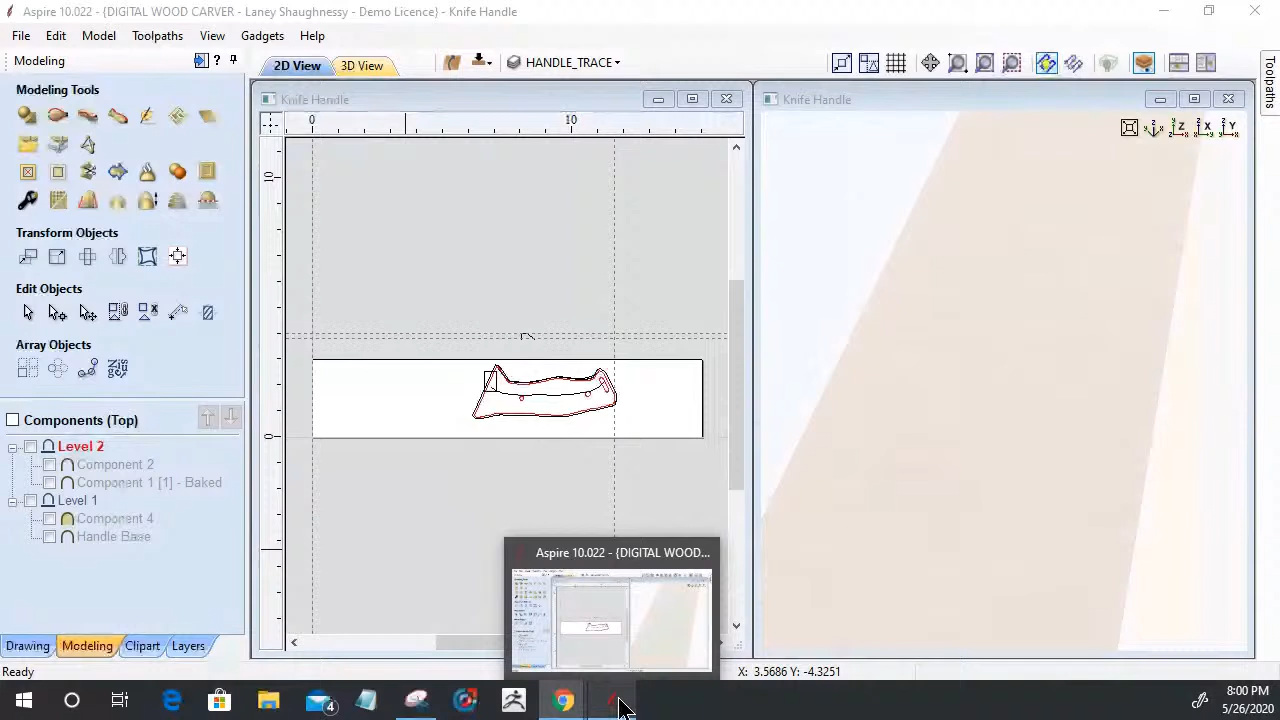 Aspire 10.022 - {DIGITAL WOOD CARVER - Laney Shaughnessy - Demo Licence} - Knife Handle
File Edit Model Toolpaths View Gadgets Help
Modeling
2D View 3D View HANDLE_TRACE
Toolpaths
Modeling Tools
Knife Handle
Knife Handle
0 10
10
0
Z X Y
Transform Objects
Edit Objects
Array Objects
Components (Top)
Level 2
Component 2
Component 1 [1] - Baked
Level 1
Component 4
Handle Base
Aspire 10.022 - {DIGITAL WOOD...
Drawing Modeling Clipart Layers
Ready
X: 3.5686 Y: -4.3251
4
8:00 PM
5/26/2020